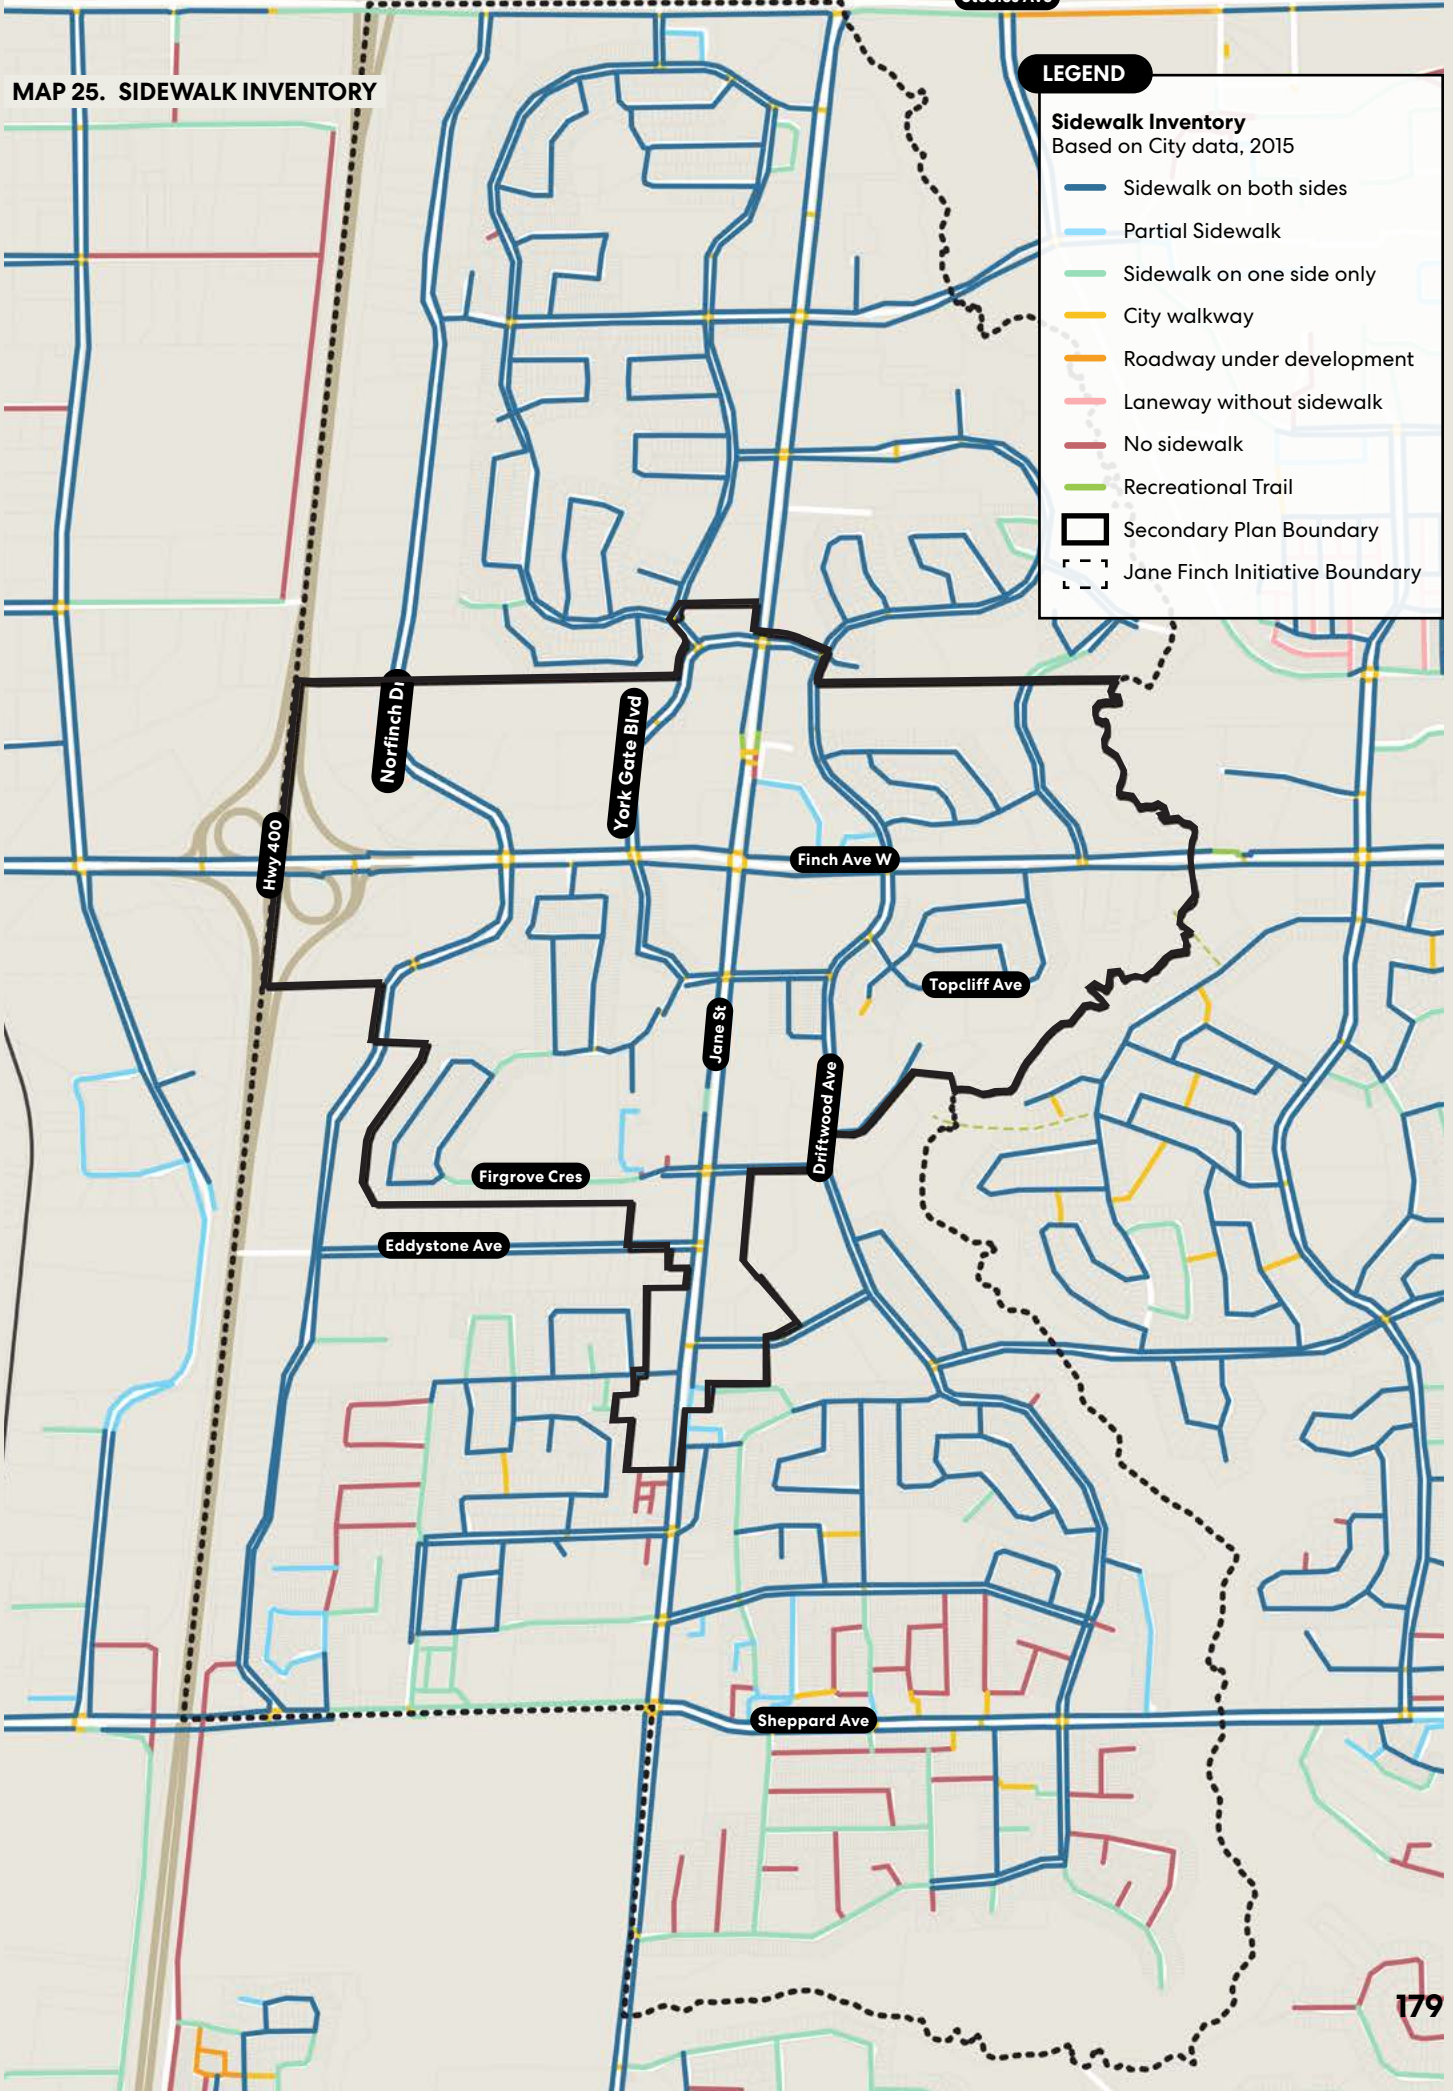 Steeles Ave
MAP 25. SIDEWALK INVENTORY
LEGEND
Sidewalk Inventory
Based on City data, 2015
Sidewalk on both sides
Partial Sidewalk
Sidewalk on one side only
City walkway
Roadway under development
Laneway without sidewalk
No sidewalk
Recreational Trail
Secondary Plan Boundary
Jane Finch Initiative Boundary
Norfinch Dr
York Gate Blvd
Hwy 400
Finch Ave W
Topcliff Ave
Jane St
Driftwood Ave
Firgrove Cres
Eddystone Ave
Sheppard Ave
179